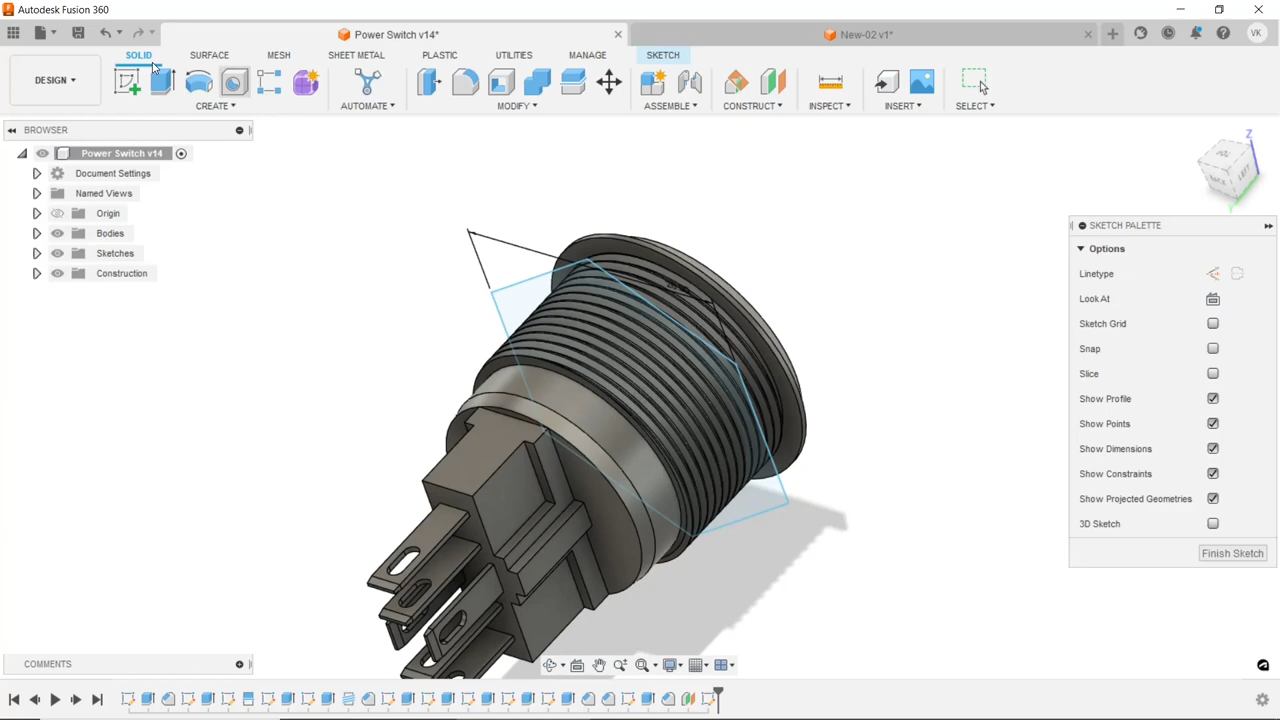 Autodesk Fusion 360
Power Switch v14*
New-02 v1*
VK
DESIGN
SOLID
SURFACE
MESH
SHEET METAL
PLASTIC
UTILITIES
MANAGE
SKETCH
CREATE
AUTOMATE
MODIFY
ASSEMBLE
CONSTRUCT
INSPECT
INSERT
SELECT
BROWSER
Power Switch v14
Document Settings
Named Views
Origin
Bodies
Sketches
Construction
Z
SKETCH PALETTE
Options
Linetype
Look At
Sketch Grid
Snap
Slice
Show Profile
Show Points
Show Dimensions
Show Constraints
Show Projected Geometries
3D Sketch
Finish Sketch
COMMENTS